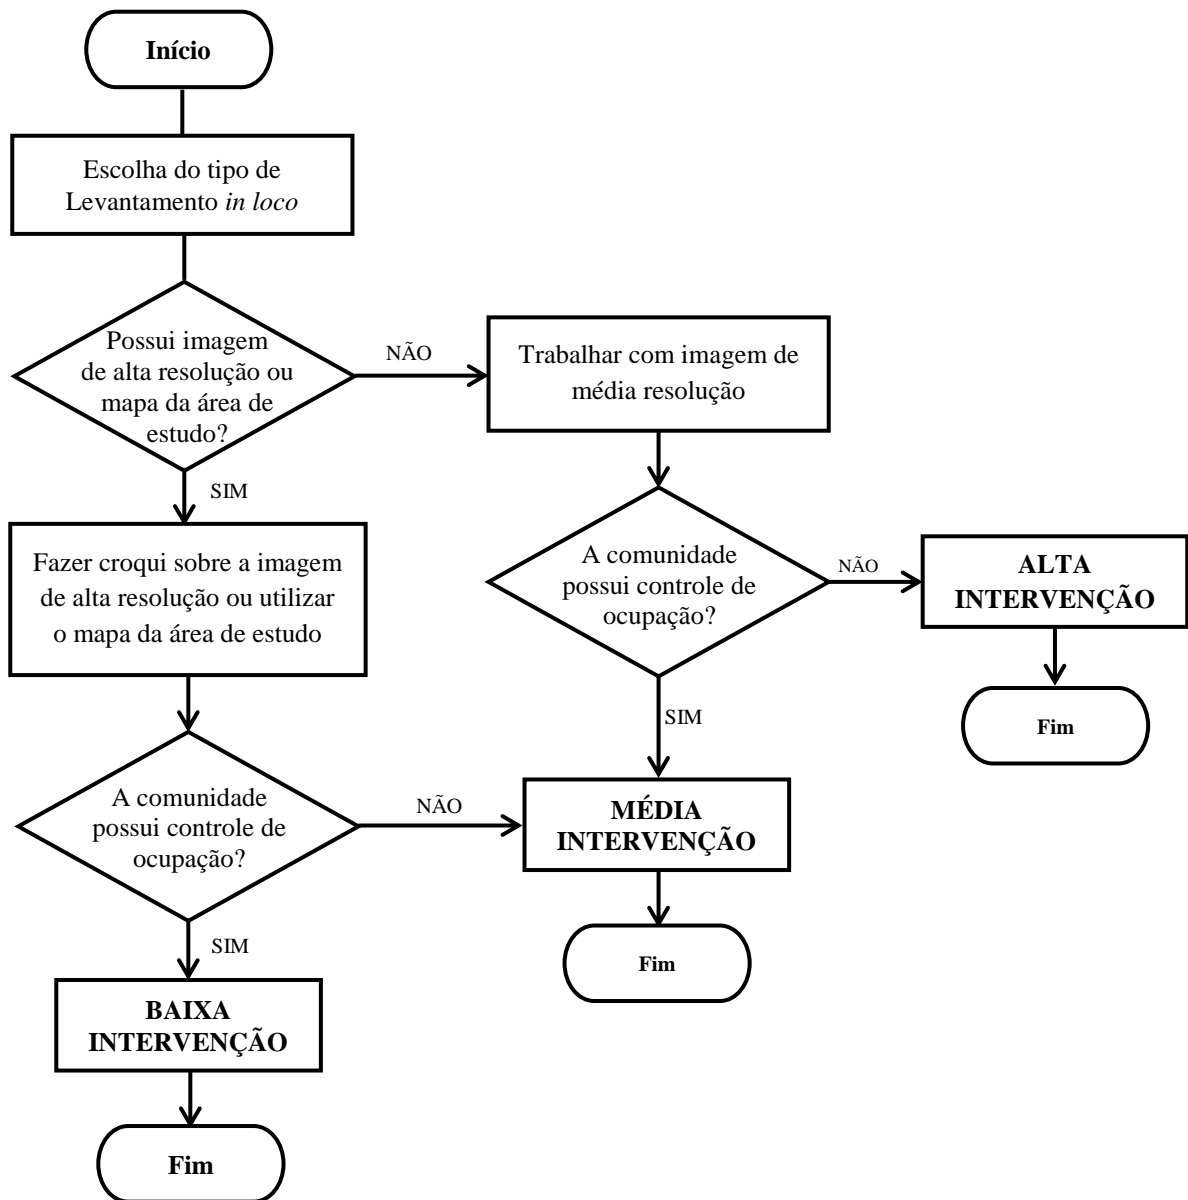 Início
Escolha do tipo de
Levantamento in loco
Possui imagem
de alta resolução ou
mapa da área de
estudo?
NÃO
Trabalhar com imagem de
média resolução
SIM
Fazer croqui sobre a imagem
de alta resolução ou utilizar
o mapa da área de estudo
A comunidade
possui controle de
ocupação?
NÃO
ALTA
INTERVENÇÃO
Fim
SIM
A comunidade
possui controle de
ocupação?
NÃO
MÉDIA
INTERVENÇÃO
Fim
SIM
BAIXA
INTERVENÇÃO
Fim